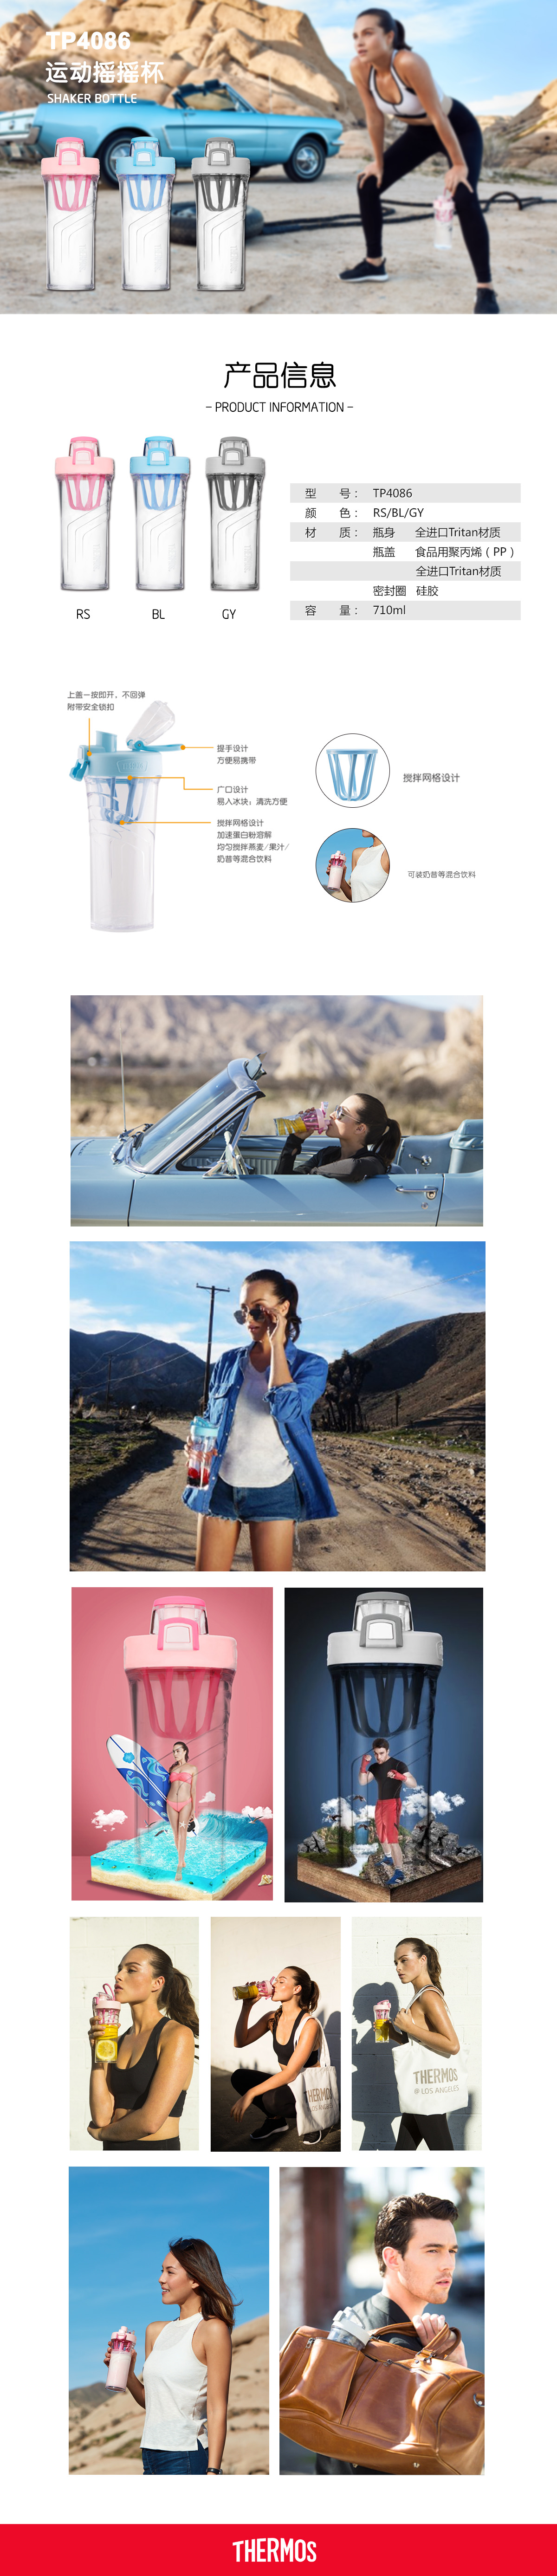 TP4086
运动摇摇杯
SHAKER BOTTLE
产品信息
- PRODUCT INFORMATION -
RS
BL
GY
型 号： TP4086
颜 色： RS/BL/GY
材 质： 瓶身 全进口Tritan材质
瓶盖 食品用聚丙烯（PP）
全进口Tritan材质
密封圈 硅胶
容 量： 710ml
上盖一按即开，不回弹
附带安全锁扣
提手设计
方便易携带
广口设计
易入冰块；清洗方便
搅拌网格设计
加速蛋白粉溶解
均匀搅拌燕麦/果汁/
奶昔等混合饮料
搅拌网格设计
可装奶昔等混合饮料
THERMOS
THERMOS
@ LOS ANGELES
THERMOS